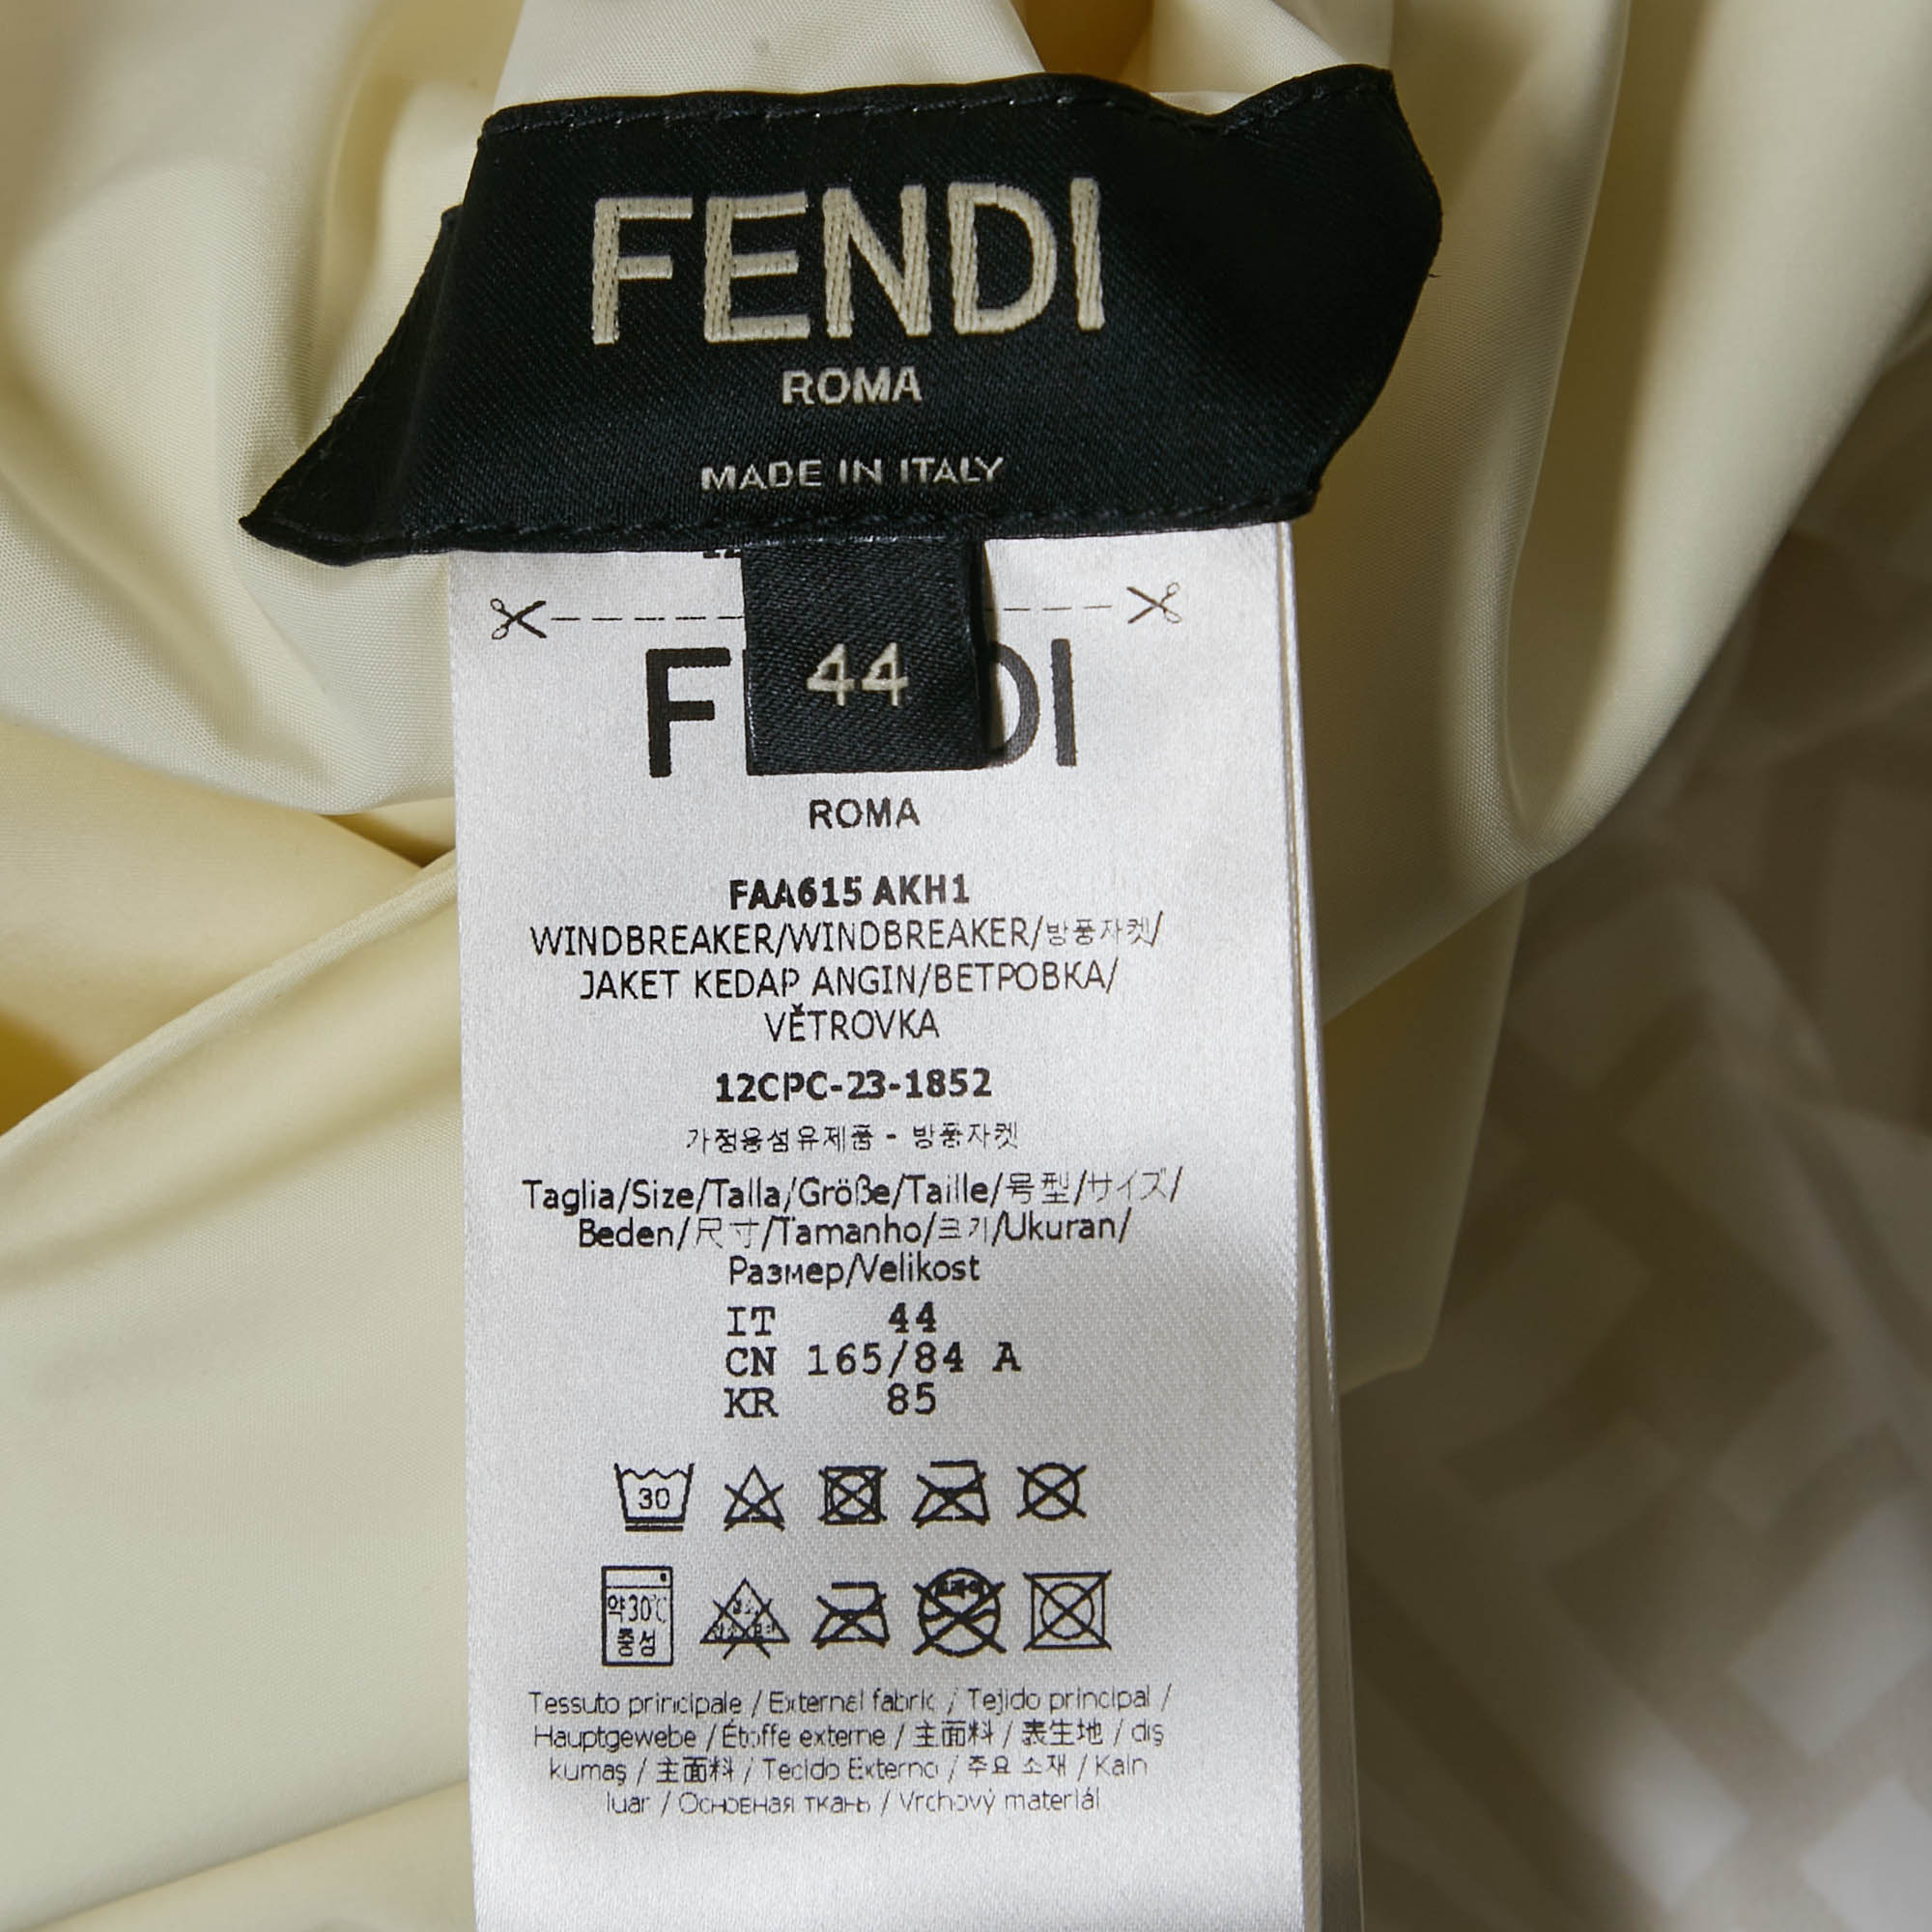 FENDI
ROMA
MADE IN ITALY
44
ROMA
FAA615 AKH1
WINDBREAKER/WINDBREAKER/방풍자켓/
JAKET KEDAP ANGIN/ВЕТРОВКА/
VĚTROVKA
12CPC-23-1852
가정용섬유제품 - 방풍자켓
Taglia/Size/Talla/Größe/Taille/号型/サイズ/
Beden/尺寸/Tamanho/크기/Ukuran/
Размер/Velikost
IT 44
CN 165/84 A
KR 85
30
약30℃
중성
Tessuto principale / External fabric / Tejido principal /
Hauptgewebe / Étoffe externe / 主面料 / 表生地 / dış
kumaş / 主面料 / Tecido Externo / 주요 소재 / Kain
luar / Основная ткань / Vrchový materiál